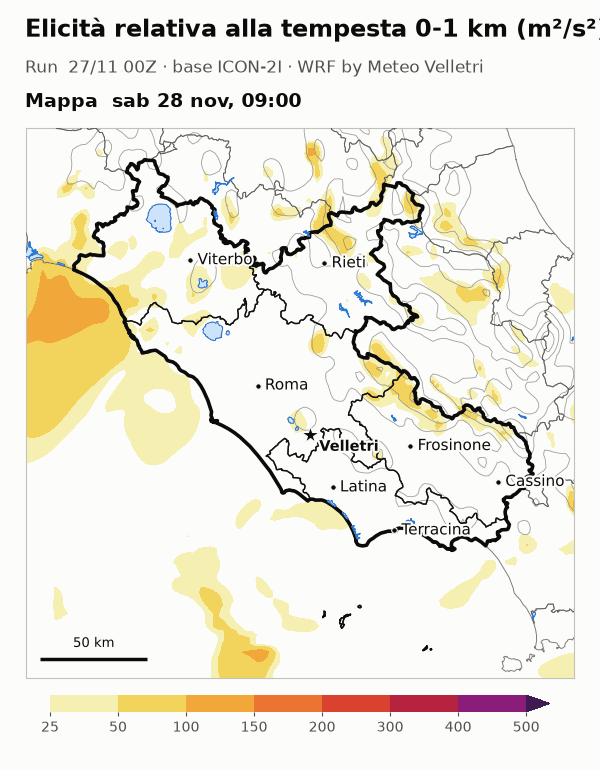 Elicità relativa alla tempesta 0-1 km (m²/s²)
Run 27/11 00Z · base ICON-2I · WRF by Meteo Velletri
Mappa sab 28 nov, 09:00
Viterbo
Rieti
Roma
Velletri
Frosinone
Cassino
Latina
Terracina
50 km
25 50 100 150 200 300 400 500